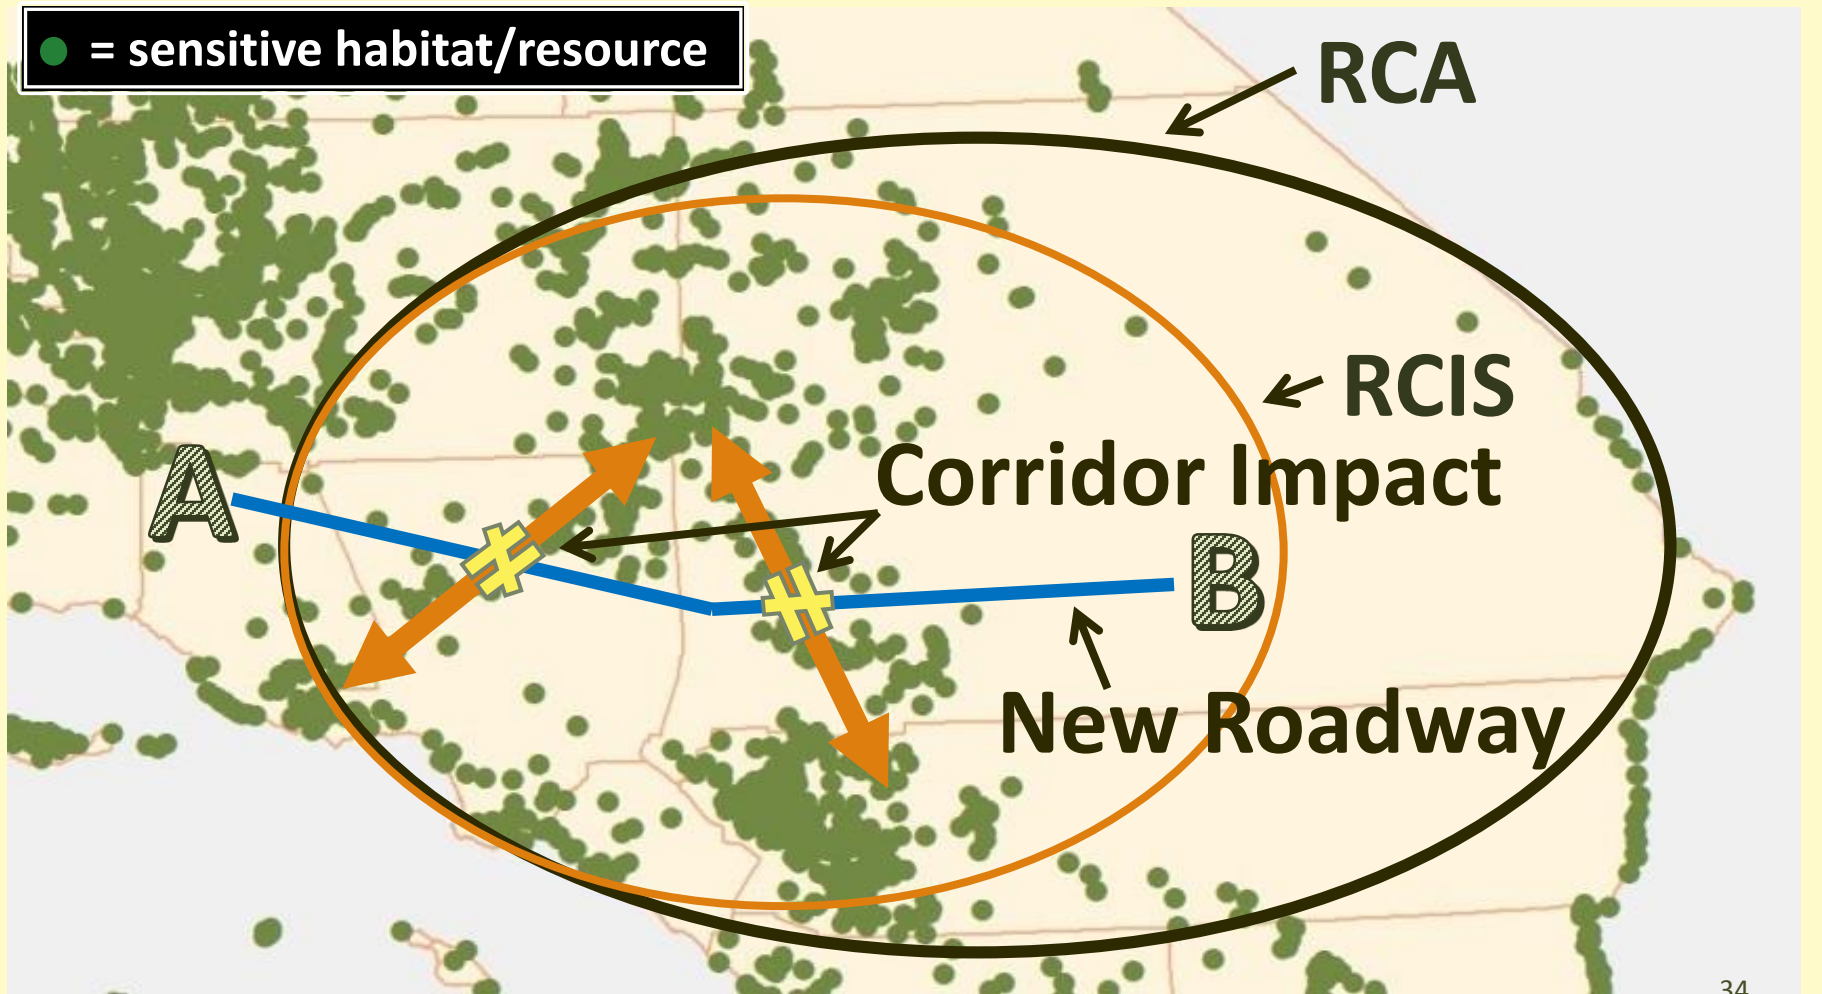 = sensitive habitat/resource
RCA
RCIS
Corridor Impact
A
B
New Roadway
34